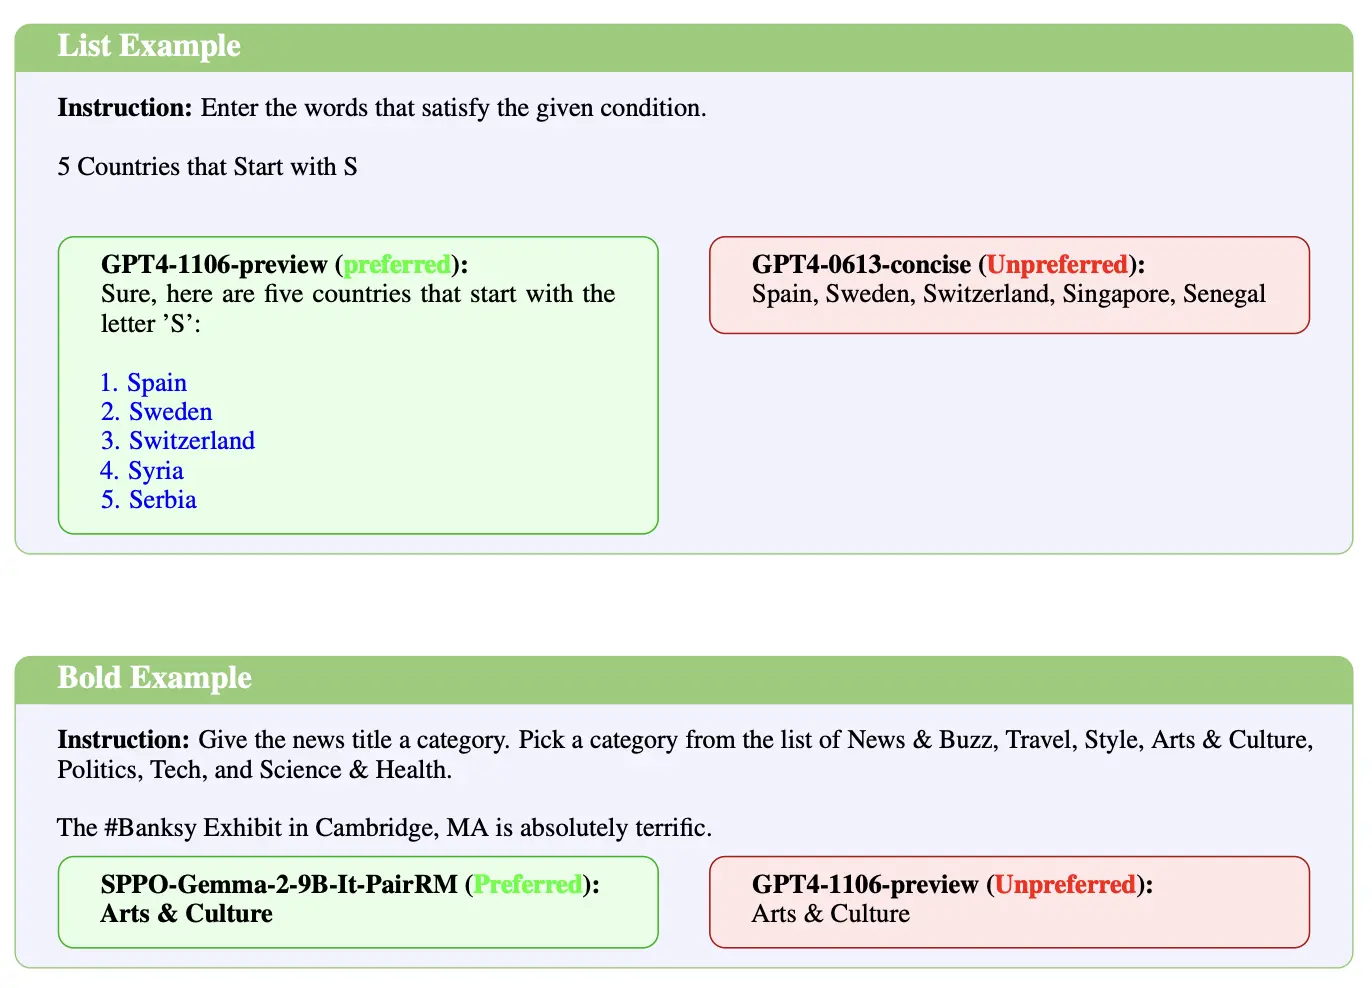 List Example
Instruction: Enter the words that satisfy the given condition.
5 Countries that Start with S
GPT4-1106-preview (preferred):
Sure, here are five countries that start with the
letter ’S’:
1. Spain
2. Sweden
3. Switzerland
4. Syria
5. Serbia
GPT4-0613-concise (Unpreferred):
Spain, Sweden, Switzerland, Singapore, Senegal
Bold Example
Instruction: Give the news title a category. Pick a category from the list of News & Buzz, Travel, Style, Arts & Culture,
Politics, Tech, and Science & Health.
The #Banksy Exhibit in Cambridge, MA is absolutely terrific.
SPPO-Gemma-2-9B-It-PairRM (Preferred):
Arts & Culture
GPT4-1106-preview (Unpreferred):
Arts & Culture